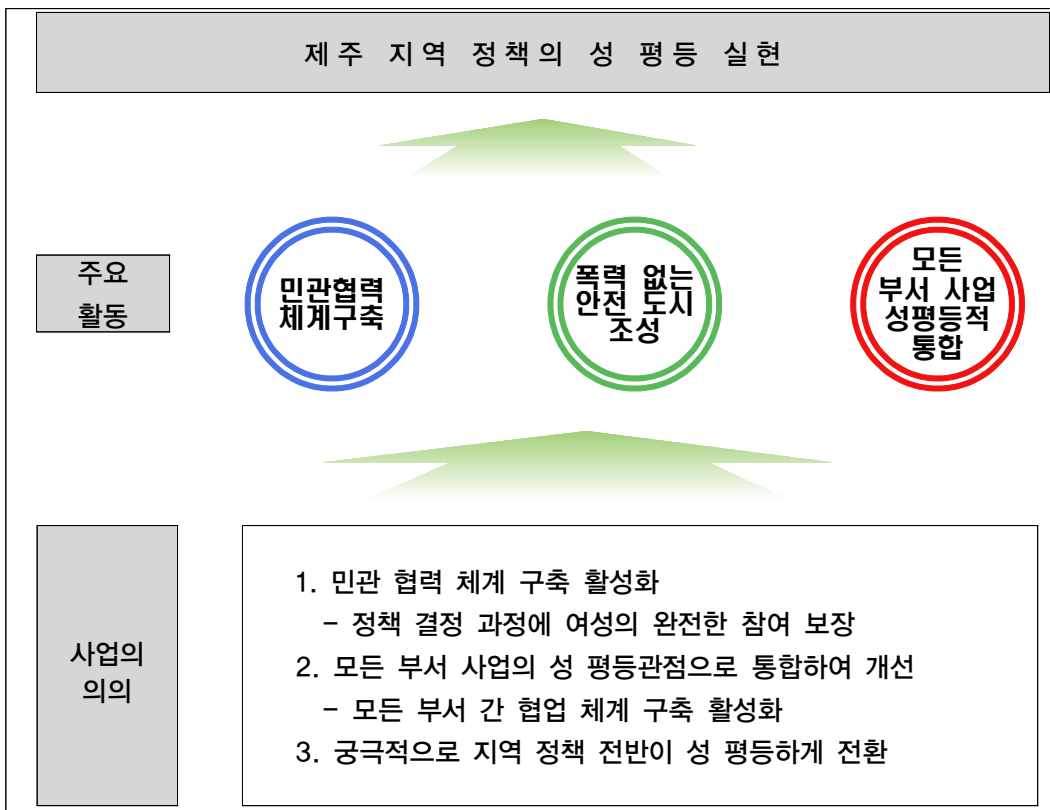 제주 지역 정책의 성 평등 실현
주요
활동
민관협력
체계구축
폭력 없는
안전 도시
조성
모든
부서 사업
성평등적
통합
사업의
의의
1. 민관 협력 체계 구축 활성화
- 정책 결정 과정에 여성의 완전한 참여 보장
2. 모든 부서 사업의 성 평등관점으로 통합하여 개선
- 모든 부서 간 협업 체계 구축 활성화
3. 궁극적으로 지역 정책 전반이 성 평등하게 전환